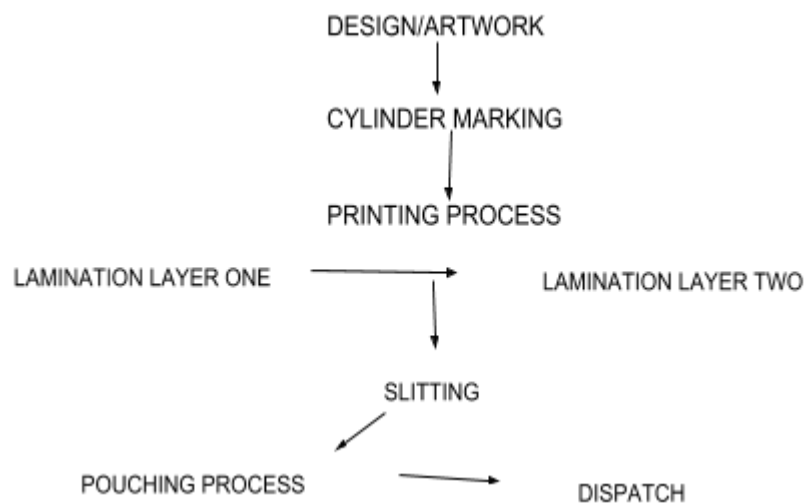 DESIGN/ARTWORK
CYLINDER MARKING
PRINTING PROCESS
LAMINATION LAYER ONE
LAMINATION LAYER TWO
SLITTING
POUCHING PROCESS
DISPATCH